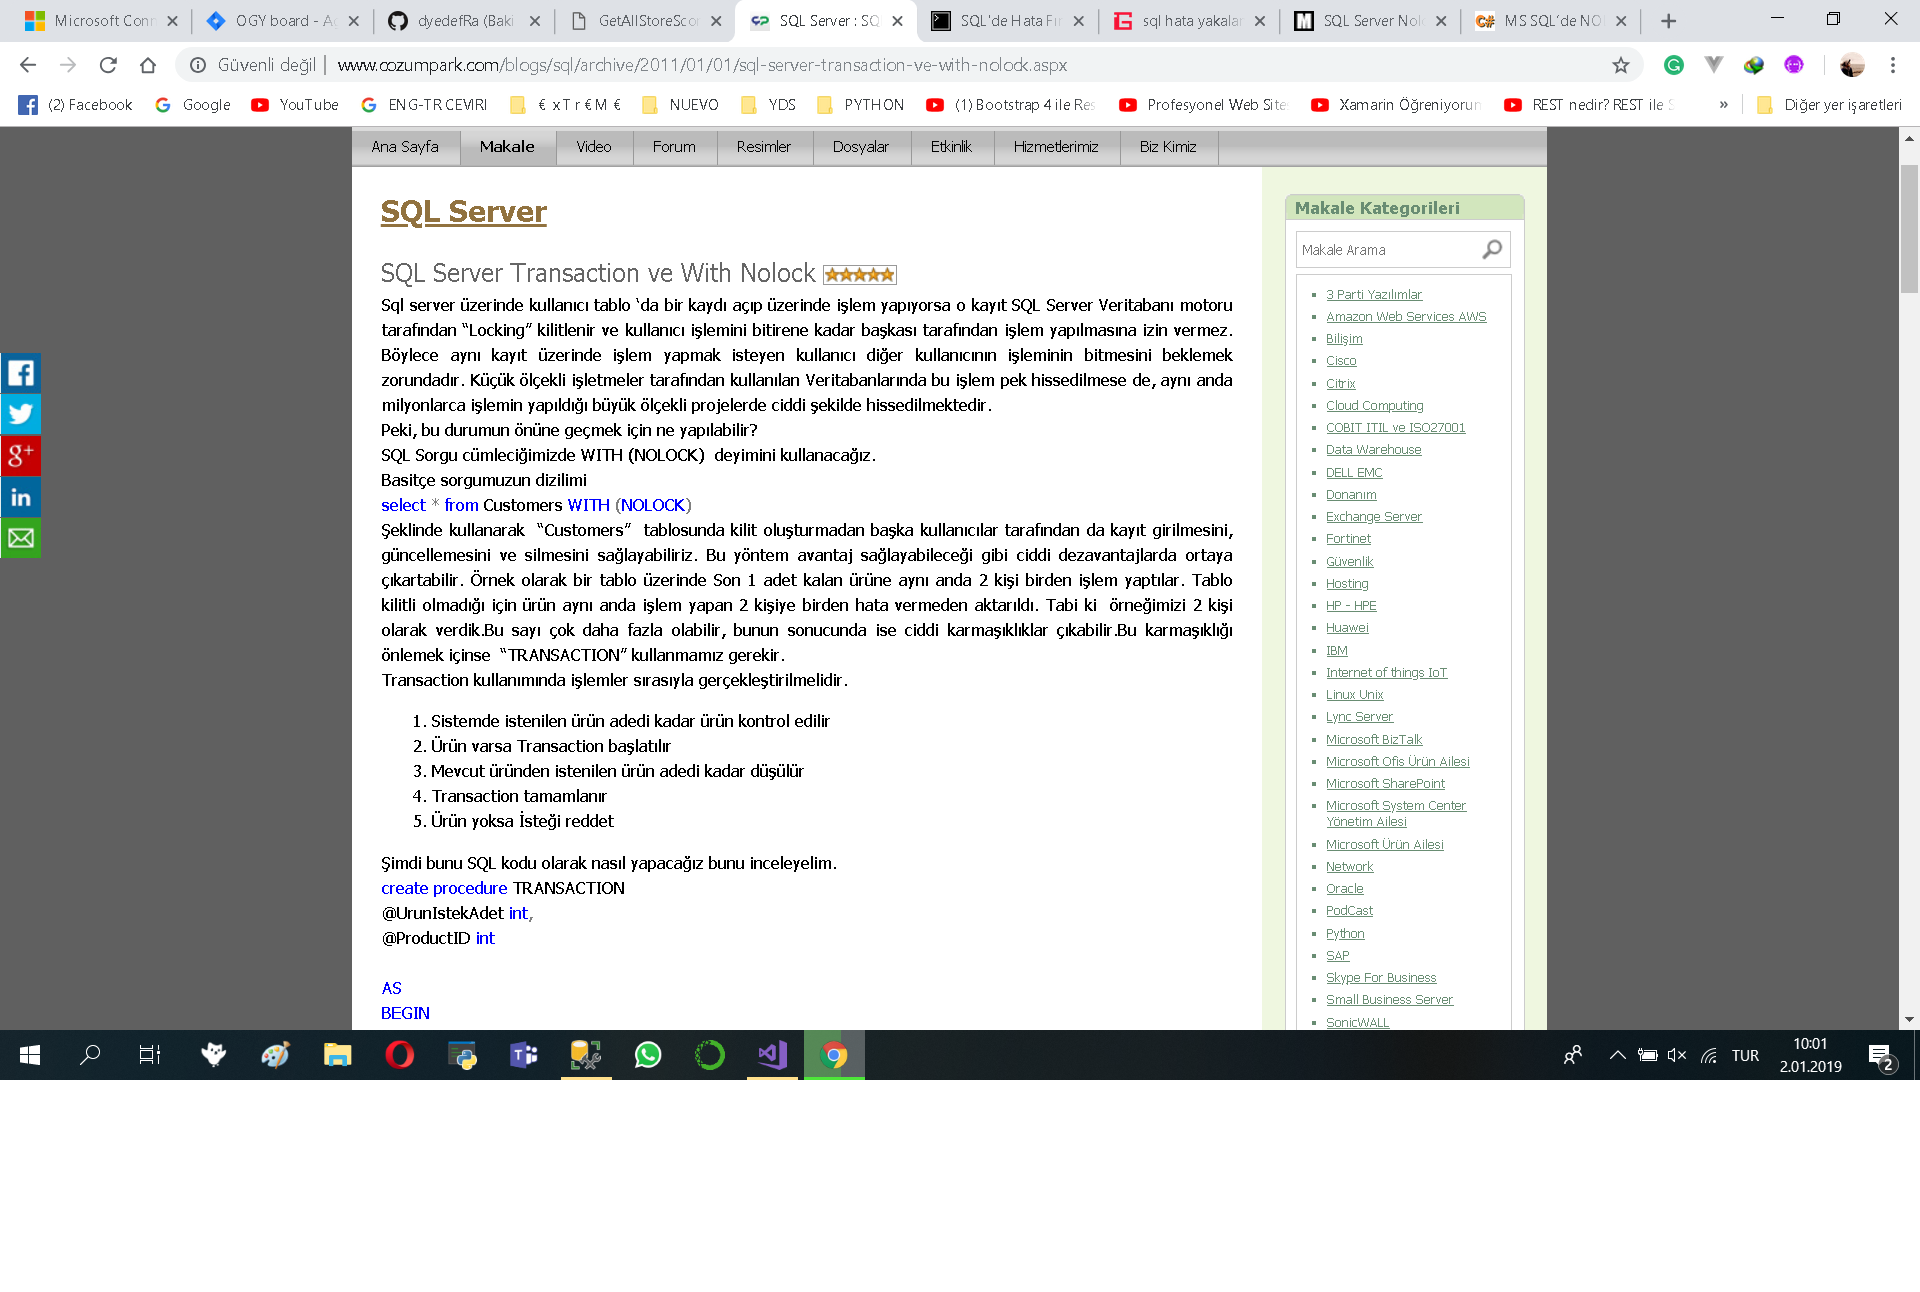 Microsoft Conn
OGY board - Ac
dyedefRa (Baki
GetAllStoreScor
SQL Server : SQ
SQL'de Hata Fır
sql hata yakalar
SQL Server Nolo
MS SQL'de NO
Güvenli değil | www.cozumpark.com/blogs/sql/archive/2011/01/01/sql-server-transaction-ve-with-nolock.aspx
(2) Facebook
Google
YouTube
ENG-TR CEVIRI
€ x T r € M €
NUEVO
YDS
PYTHON
(1) Bootstrap 4 ile Res
Profesyonel Web Site
Xamarin Öğreniyorun
REST nedir? REST ile S
»
Diğer yer işaretleri
Ana Sayfa
Makale
Video
Forum
Resimler
Dosyalar
Etkinlik
Hizmetlerimiz
Biz Kimiz
SQL Server
SQL Server Transaction ve With Nolock
Sql server üzerinde kullanıcı tablo ‘da bir kaydı açıp üzerinde işlem yapıyorsa o kayıt SQL Server Veritabanı motoru
tarafından “Locking” kilitlenir ve kullanıcı işlemini bitirene kadar başkası tarafından işlem yapılmasına izin vermez.
Böylece aynı kayıt üzerinde işlem yapmak isteyen kullanıcı diğer kullanıcının işleminin bitmesini beklemek
zorundadır. Küçük ölçekli işletmeler tarafından kullanılan Veritabanlarında bu işlem pek hissedilmese de, aynı anda
milyonlarca işlemin yapıldığı büyük ölçekli projelerde ciddi şekilde hissedilmektedir.
Peki, bu durumun önüne geçmek için ne yapılabilir?
SQL Sorgu cümleciğimizde WITH (NOLOCK) deyimini kullanacağız.
Basitçe sorgumuzun dizilimi
select * from Customers WITH (NOLOCK)
Şeklinde kullanarak “Customers” tablosunda kilit oluşturmadan başka kullanıcılar tarafından da kayıt girilmesini,
güncellemesini ve silmesini sağlayabiliriz. Bu yöntem avantaj sağlayabileceği gibi ciddi dezavantajlarda ortaya
çıkartabilir. Örnek olarak bir tablo üzerinde Son 1 adet kalan ürüne aynı anda 2 kişi birden işlem yaptılar. Tablo
kilitli olmadığı için ürün aynı anda işlem yapan 2 kişiye birden hata vermeden aktarıldı. Tabi ki örneğimizi 2 kişi
olarak verdik.Bu sayı çok daha fazla olabilir, bunun sonucunda ise ciddi karmaşıklıklar çıkabilir.Bu karmaşıklığı
önlemek içinse “TRANSACTION” kullanmamız gerekir.
Transaction kullanımında işlemler sırasıyla gerçekleştirilmelidir.
1. Sistemde istenilen ürün adedi kadar ürün kontrol edilir
2. Ürün varsa Transaction başlatılır
3. Mevcut üründen istenilen ürün adedi kadar düşülür
4. Transaction tamamlanır
5. Ürün yoksa İsteği reddet
Şimdi bunu SQL kodu olarak nasıl yapacağız bunu inceleyelim.
create procedure TRANSACTION
@UrunIstekAdet int,
@ProductID int
AS
BEGIN
Makale Kategorileri
Makale Arama
3 Parti Yazılımlar
Amazon Web Services AWS
Bilişim
Cisco
Citrix
Cloud Computing
COBIT ITIL ve ISO27001
Data Warehouse
DELL EMC
Donanım
Exchange Server
Fortinet
Güvenlik
Hosting
HP - HPE
Huawei
IBM
Internet of things IoT
Linux Unix
Lync Server
Microsoft BizTalk
Microsoft Ofis Ürün Ailesi
Microsoft SharePoint
Microsoft System Center
Yönetim Ailesi
Microsoft Ürün Ailesi
Network
Oracle
PodCast
Python
SAP
Skype For Business
Small Business Server
SonicWALL
TUR
10:01
2.01.2019
2